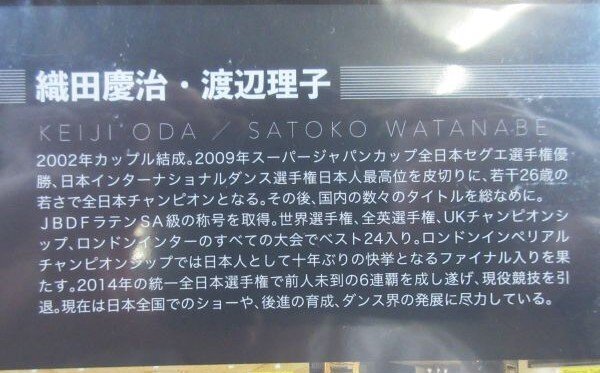 織田慶治・渡辺理子
KEIJI ODA / SATOKO WATANABE
2002年カップル結成。2009年スーパージャパンカップ全日本セグエ選手権優
勝、日本インターナショナルダンス選手権日本人最高位を皮切りに、若干26歳の
若さで全日本チャンピオンとなる。その後、国内の数々のタイトルを総なめに。
JBDFラテンSA級の称号を取得。世界選手権、全英選手権、UKチャンピオンシ
ップ、ロンドンインターのすべての大会でベスト24入り。ロンドンインペリアル
チャンピオンシップでは日本人として十年ぶりの快挙となるファイナル入りを果
たす。2014年の統一全日本選手権で前人未到の6連覇を成し遂げ、現役競技を引
退。現在は日本全国でのショーや、後進の育成、ダンス界の発展に尽力している。